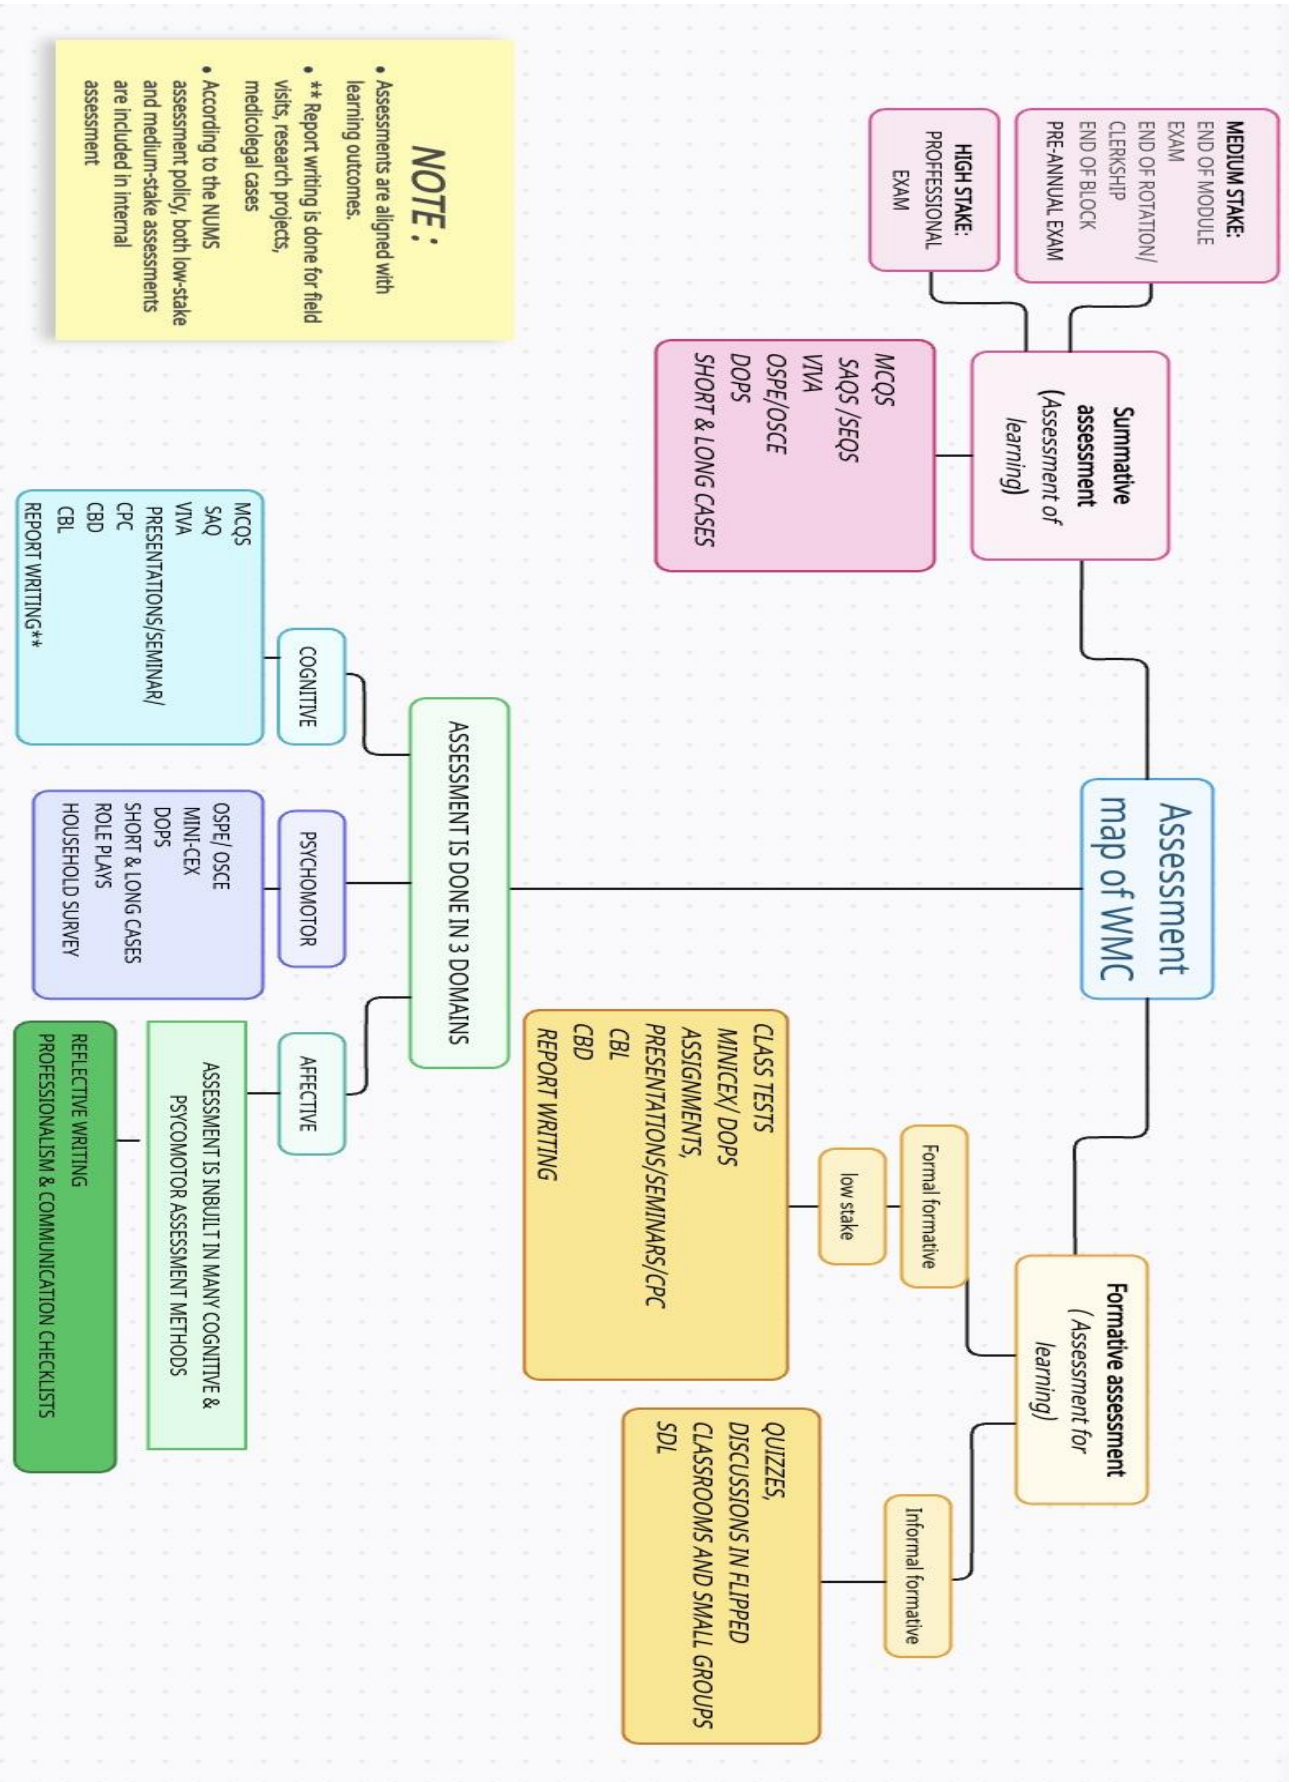 Assessment
map of WMC
MEDIUM STAKE:
END OF MODULE
EXAM
END OF ROTATION/
CLERKSHIP
END OF BLOCK
PRE-ANNUAL EXAM
HIGH STAKE:
PROFFESSIONAL
EXAM
Summative
assessment
(Assessment of
learning)
MCQS
SAQS /SEQS
VIVA
OSPE/OSCE
DOPS
SHORT & LONG CASES
Formative assessment
( Assessment for
learning)
Formal formative
low stake
CLASS TESTS
MINICEX/ DOPS
ASSIGNMENTS,
PRESENTATIONS/SEMINARS/CPC
CBL
CBD
REPORT WRITING
Informal formative
QUIZZES,
DISCUSSIONS IN FLIPPED
CLASSROOMS AND SMALL GROUPS
SDL
ASSESSMENT IS DONE IN 3 DOMAINS
COGNITIVE
MCQS
SAQ
VIVA
PRESENTATIONS/SEMINAR/
CPC
CBD
CBL
REPORT WRITING**
PSYCHOMOTOR
OSPE/ OSCE
MINI-CEX
DOPS
SHORT & LONG CASES
ROLE PLAYS
HOUSEHOLD SURVEY
AFFECTIVE
ASSESSMENT IS INBUILT IN MANY COGNITIVE &
PSYCOMOTOR ASSESSMENT METHODS
REFLECTIVE WRITING
PROFESSIONALISM & COMMUNICATION CHECKLISTS
NOTE :
• Assessments are aligned with
learning outcomes.
• ** Report writing is done for field
visits, research projects,
medicolegal cases
• According to the NUMS
assessment policy, both low-stake
and medium-stake assessments
are included in internal
assessment